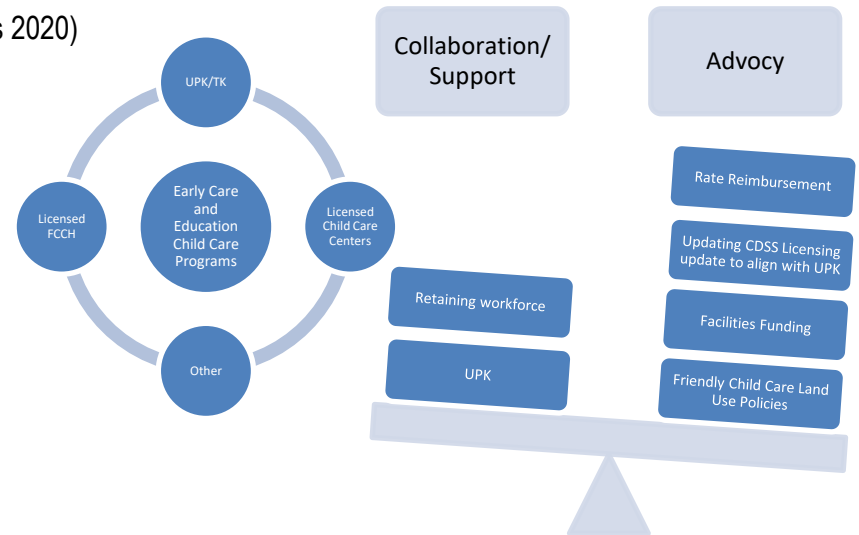 s 2020)
UPK/TK
Early Care
and
Education
Child Care
Programs
Licensed
FCCH
Licensed
Child Care
Centers
Other
Collaboration/
Support
Advocy
Retaining workforce
UPK
Rate Reimbursement
Updating CDSS Licensing
update to align with UPK
Facilities Funding
Friendly Child Care Land
Use Policies